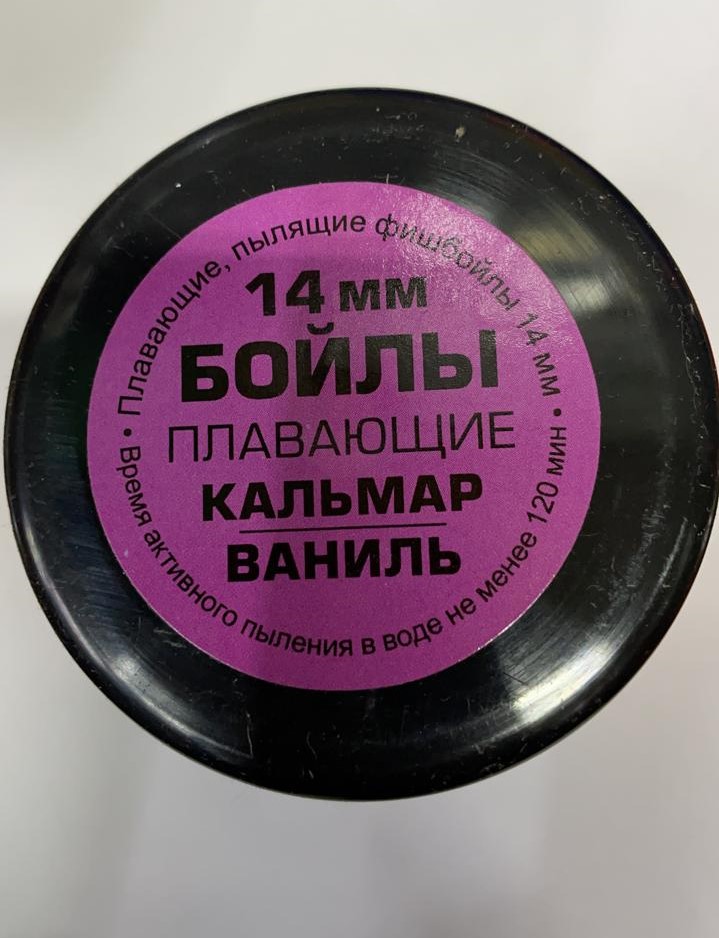 Плавающие, пылящие фишбойлы 14 мм
14 мм
БОЙЛЫ
ПЛАВАЮЩИЕ
КАЛЬМАР
ВАНИЛЬ
• Время активного пыления в воде не менее 120 мин •